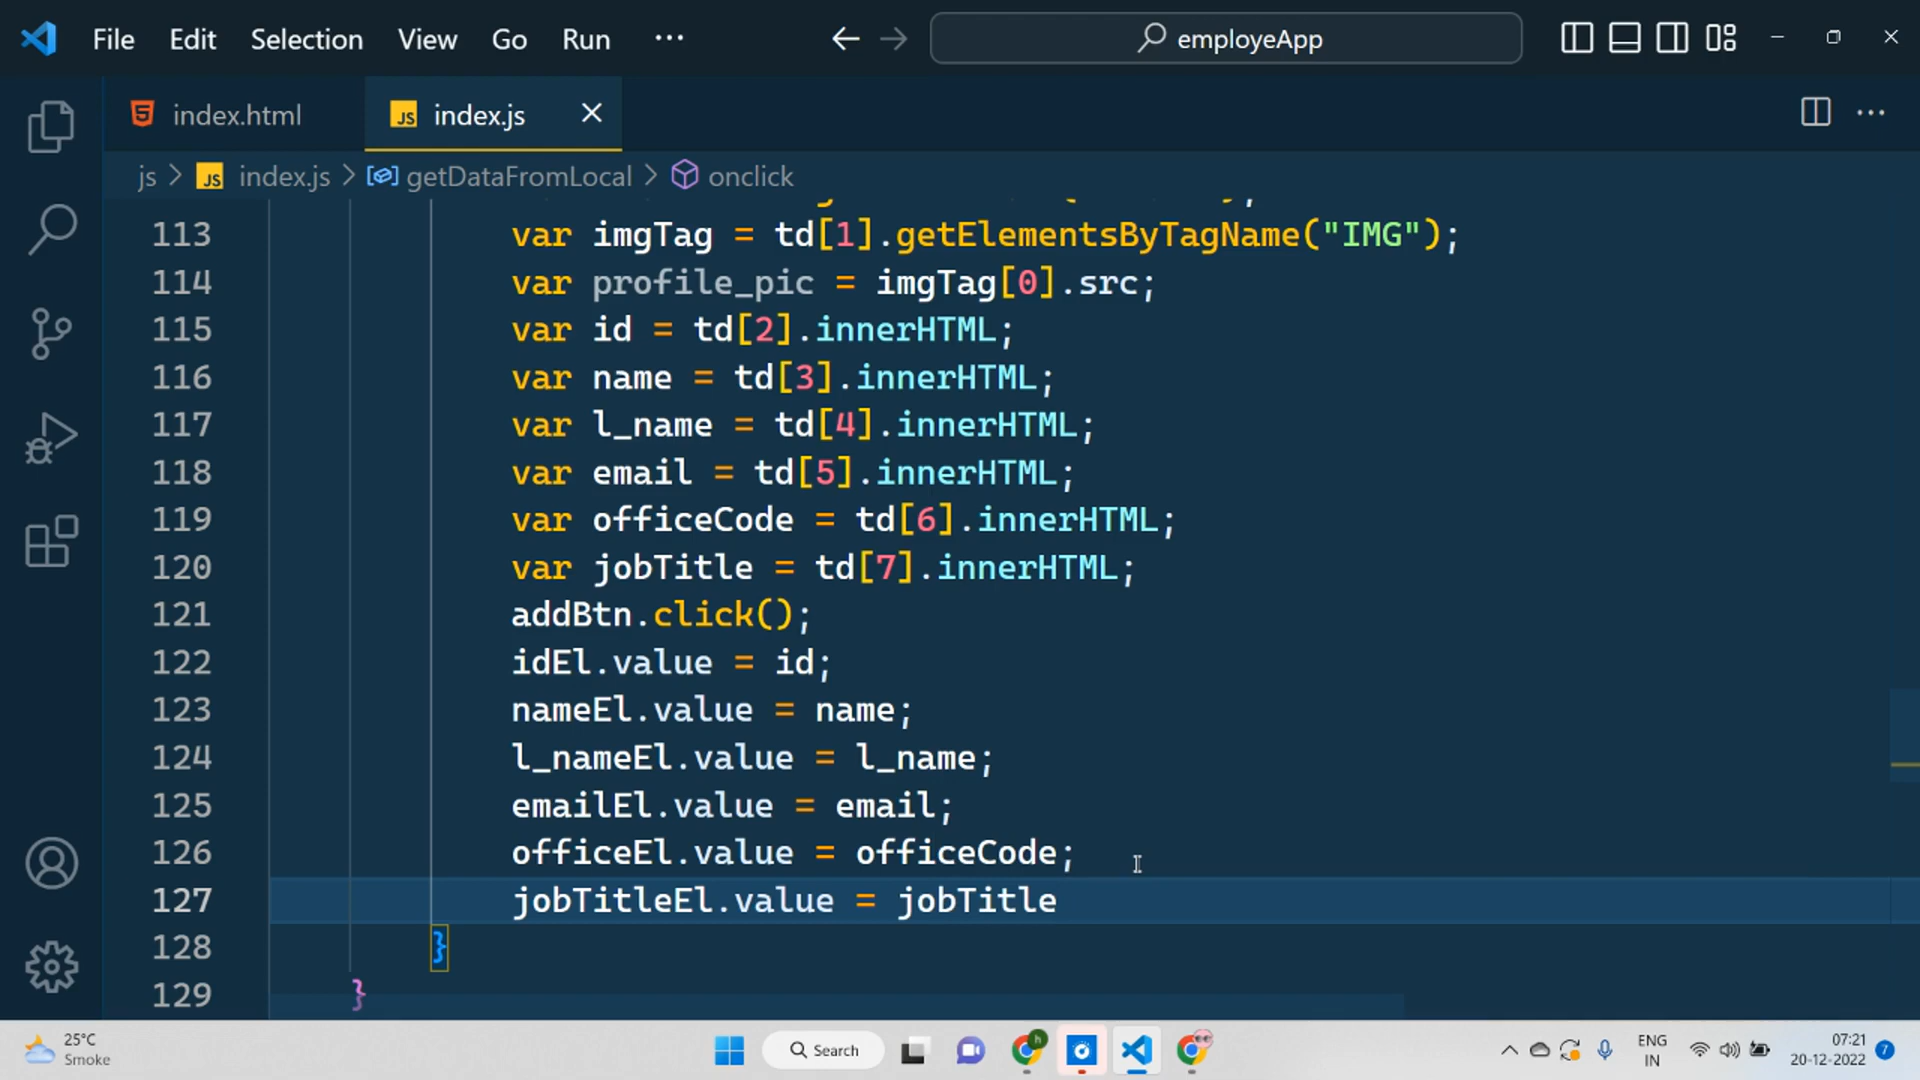 File Edit Selection View Go Run ··· employeApp
index.html index.js
js > JS index.js > getDataFromLocal > onclick
113 var imgTag = td[1].getElementsByTagName("IMG");
114 var profile_pic = imgTag[0].src;
115 var id = td[2].innerHTML;
116 var name = td[3].innerHTML;
117 var l_name = td[4].innerHTML;
118 var email = td[5].innerHTML;
119 var officeCode = td[6].innerHTML;
120 var jobTitle = td[7].innerHTML;
121 addBtn.click();
122 idEl.value = id;
123 nameEl.value = name;
124 l_nameEl.value = l_name;
125 emailEl.value = email;
126 officeEl.value = officeCode;
127 jobTitleEl.value = jobTitle
128 }
129 }
25°C
Smoke
Search
ENG
IN
07:21
20-12-2022
7